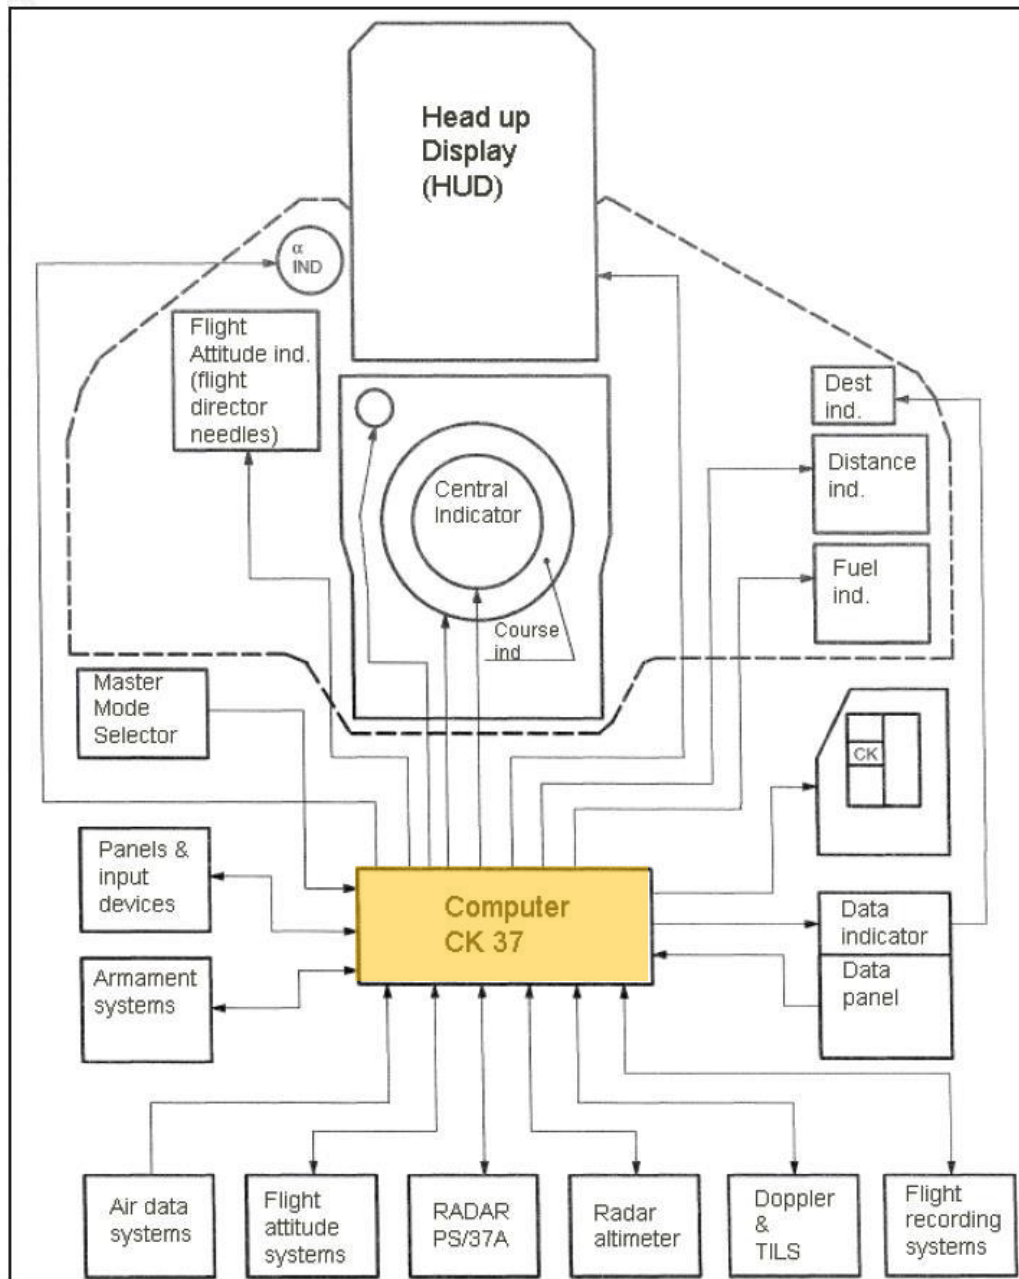 Head up
Display
(HUD)
α
IND
Flight
Attitude ind.
(flight
director
needles)
Dest
ind.
Distance
ind.
Central
Indicator
Fuel
ind.
Course
ind
Master
Mode
Selector
CK
Panels &
input
devices
Computer
CK 37
Data
indicator
Data
panel
Armament
systems
Air data
systems
Flight
attitude
systems
RADAR
PS/37A
Radar
altimeter
Doppler
&
TILS
Flight
recording
systems